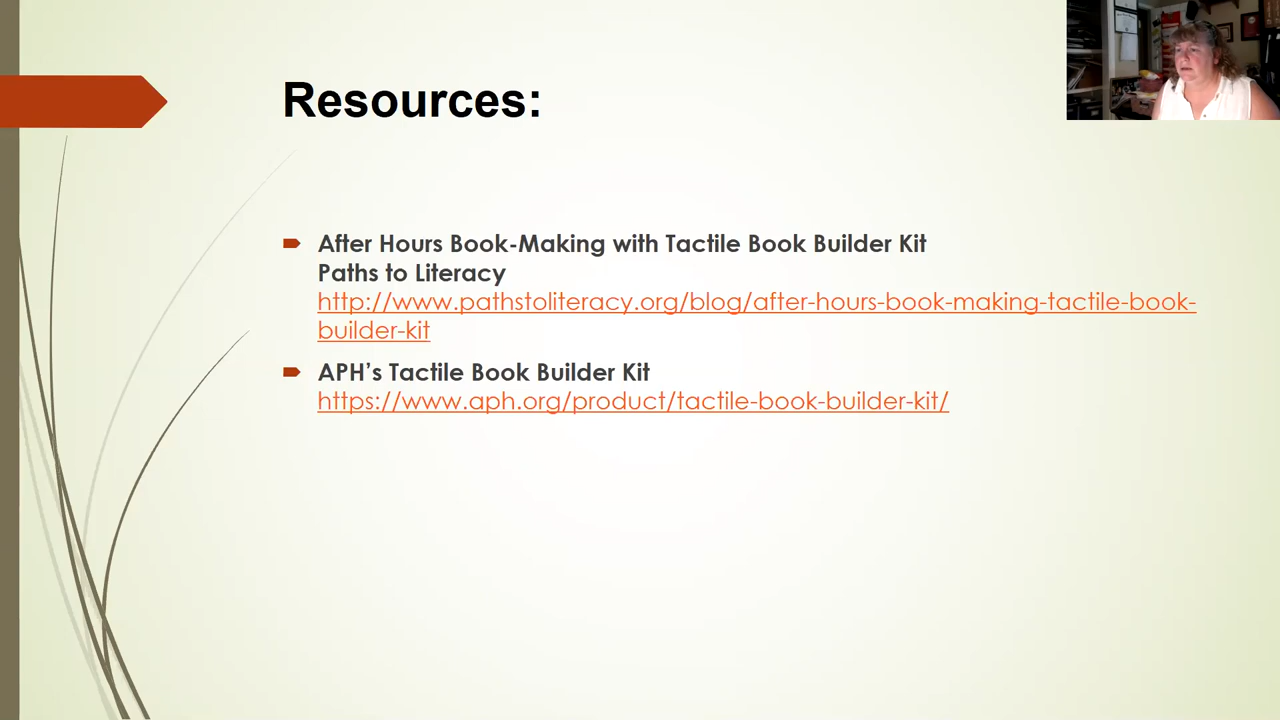 Resources:
After Hours Book-Making with Tactile Book Builder Kit
Paths to Literacy
http://www.pathstoliteracy.org/blog/after-hours-book-making-tactile-book-
builder-kit
APH’s Tactile Book Builder Kit
https://www.aph.org/product/tactile-book-builder-kit/